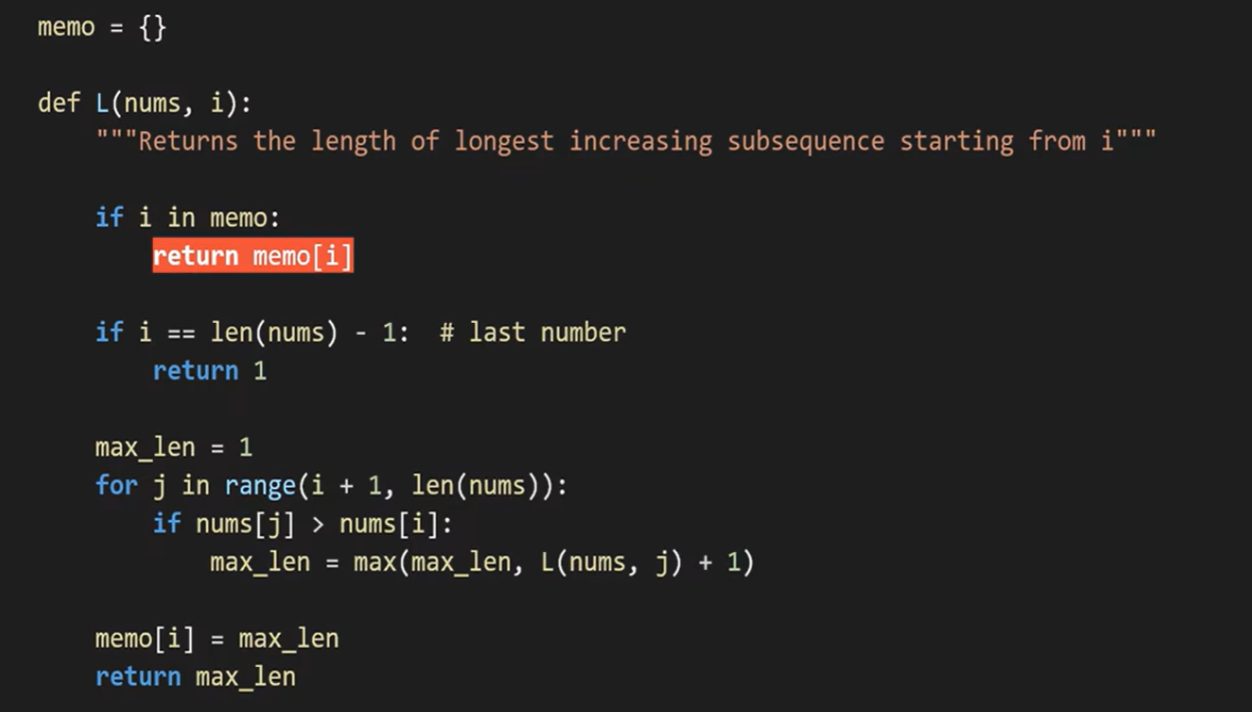 memo = {}
def L(nums, i):
"""Returns the length of longest increasing subsequence starting from i"""
if i in memo:
return memo[i]
if i == len(nums) - 1:  # last number
return 1
max_len = 1
for j in range(i + 1, len(nums)):
if nums[j] > nums[i]:
max_len = max(max_len, L(nums, j) + 1)
memo[i] = max_len
return max_len